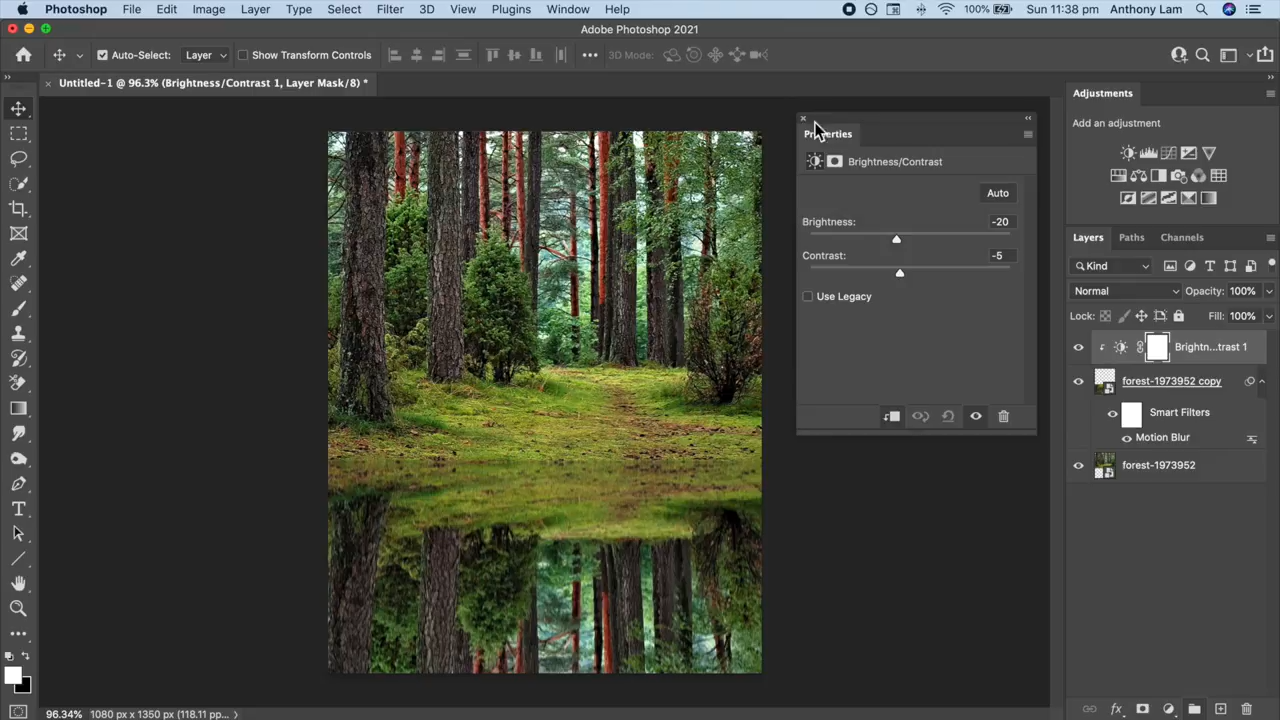 Photoshop File Edit Image Layer Type Select Filter 3D View Plugins Window Help 100% Sun 11:38 pm Anthony Lam
Adobe Photoshop 2021
Auto-Select: Layer Show Transform Controls 3D Mode:
Untitled-1 @ 96.3% (Brightness/Contrast 1, Layer Mask/8) *
Adjustments
Add an adjustment
Properties
Brightness/Contrast
Auto
Brightness: -20
Contrast: -5
Use Legacy
Layers Paths Channels
Kind
Normal Opacity: 100%
Lock: Fill: 100%
Brightn...trast 1
forest-1973952 copy
Smart Filters
Motion Blur
forest-1973952
96.34% 1080 px x 1350 px (118.11 pp...